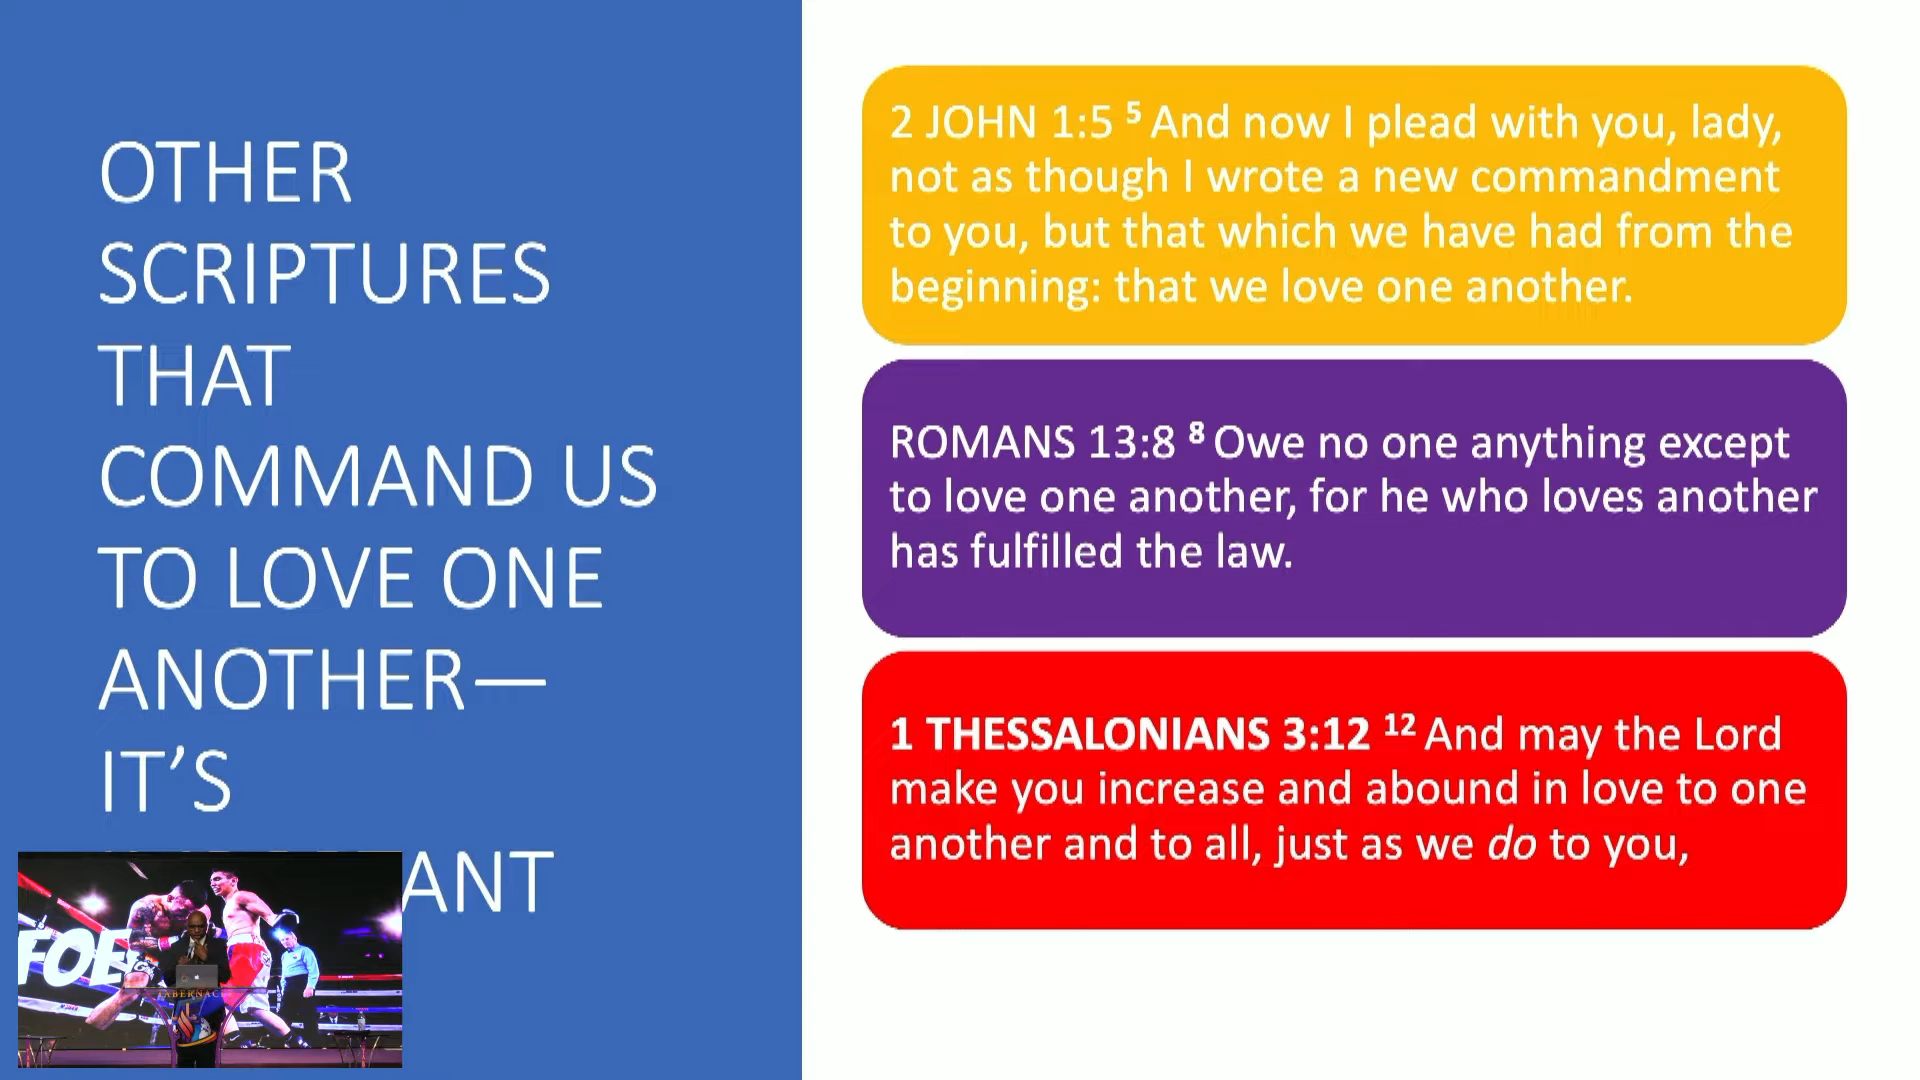 OTHER
SCRIPTURES
THAT
COMMAND US
TO LOVE ONE
ANOTHER—
IT’S
ANT
2 JOHN 1:5 ⁵ And now I plead with you, lady,
not as though I wrote a new commandment
to you, but that which we have had from the
beginning: that we love one another.
ROMANS 13:8 ⁸ Owe no one anything except
to love one another, for he who loves another
has fulfilled the law.
1 THESSALONIANS 3:12 ¹² And may the Lord
make you increase and abound in love to one
another and to all, just as we do to you,
FOE
TABERNACLE